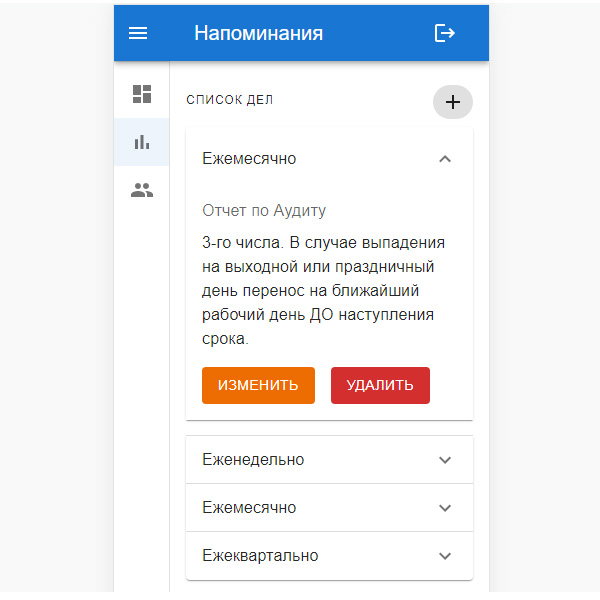 Напоминания
СПИСОК ДЕЛ
Ежемесячно
Отчет по Аудиту
3-го числа. В случае выпадения
на выходной или праздничный
день перенос на ближайший
рабочий день ДО наступления
срока.
ИЗМЕНИТЬ УДАЛИТЬ
Еженедельно
Ежемесячно
Ежеквартально